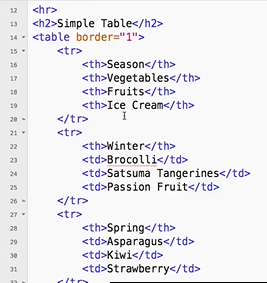 12 <hr>
13 <h2>Simple Table</h2>
14 <table border="1">
15 <tr>
16 <th>Season</th>
17 <th>Vegetables</th>
18 <th>Fruits</th>
19 <th>Ice Cream</th>
20 </tr>
21 <tr>
22 <th>Winter</th>
23 <td>Brocolli</td>
24 <td>Satsuma Tangerines</td>
25 <td>Passion Fruit</td>
26 </tr>
27 <tr>
28 <th>Spring</th>
29 <td>Asparagus</td>
30 <td>Kiwi</td>
31 <td>Strawberry</td>